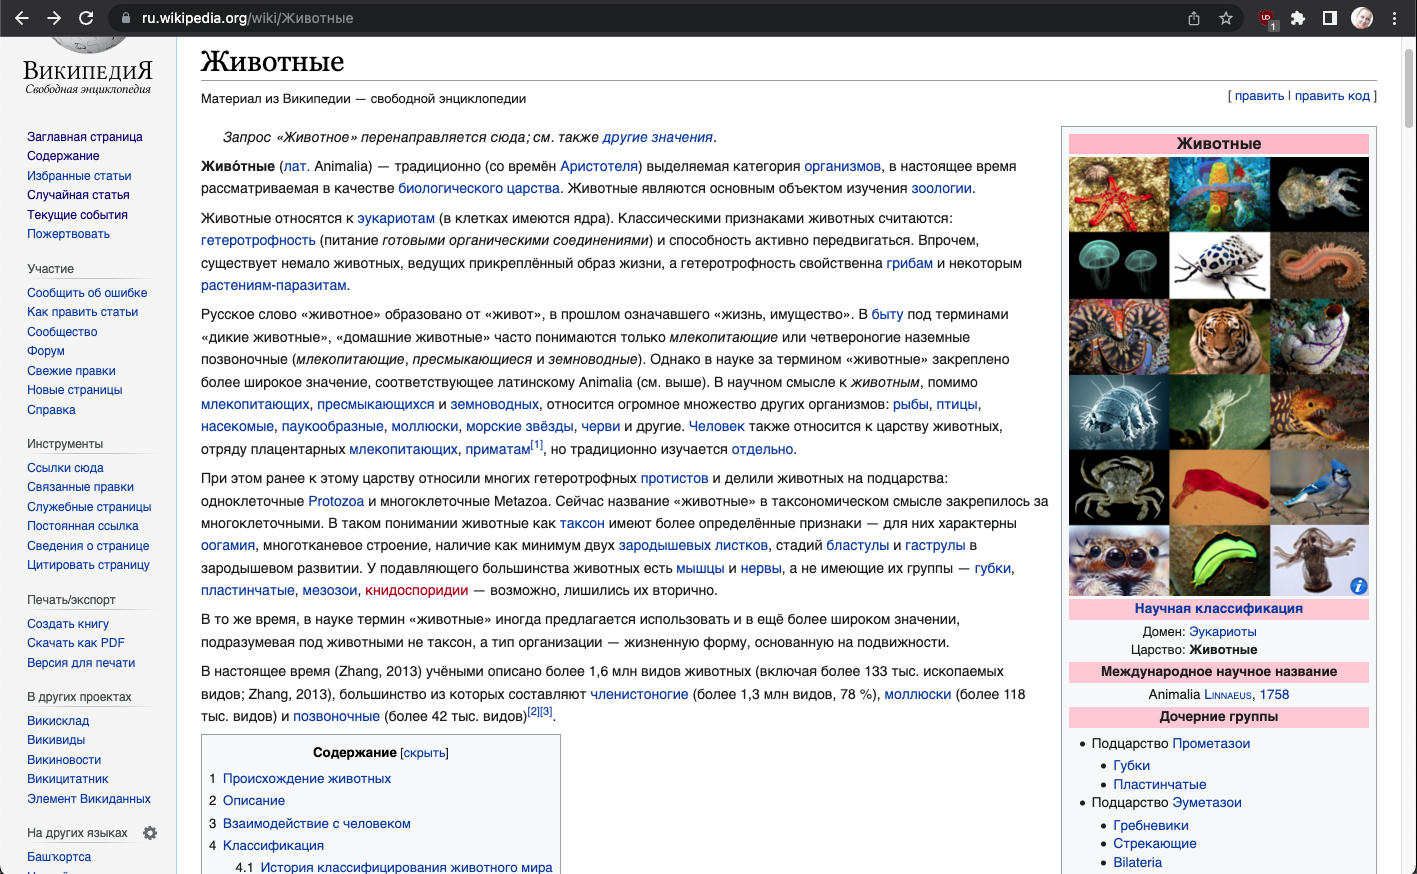 ru.wikipedia.org/wiki/Животные
1
ВикипедиЯ
Свободная энциклопедия
Заглавная страница
Содержание
Избранные статьи
Случайная статья
Текущие события
Пожертвовать
Участие
Сообщить об ошибке
Как править статьи
Сообщество
Форум
Свежие правки
Новые страницы
Справка
Инструменты
Ссылки сюда
Связанные правки
Служебные страницы
Постоянная ссылка
Сведения о странице
Цитировать страницу
Печать/экспорт
Создать книгу
Скачать как PDF
Версия для печати
В других проектах
Викисклад
Викивиды
Викиновости
Викицитатник
Элемент Викиданных
На других языках
Башҡортса
Животные
Материал из Википедии — свободной энциклопедии
[ править | править код ]
Запрос «Животное» перенаправляется сюда; см. также другие значения.
Живо́тные (лат. Animalia) — традиционно (со времён Аристотеля) выделяемая категория организмов, в настоящее время
рассматриваемая в качестве биологического царства. Животные являются основным объектом изучения зоологии.
Животные относятся к эукариотам (в клетках имеются ядра). Классическими признаками животных считаются:
гетеротрофность (питание готовыми органическими соединениями) и способность активно передвигаться. Впрочем,
существует немало животных, ведущих прикреплённый образ жизни, а гетеротрофность свойственна грибам и некоторым
растениям-паразитам.
Русское слово «животное» образовано от «живот», в прошлом означавшего «жизнь, имущество». В быту под терминами
«дикие животные», «домашние животные» часто понимаются только млекопитающие или четвероногие наземные
позвоночные (млекопитающие, пресмыкающиеся и земноводные). Однако в науке за термином «животные» закреплено
более широкое значение, соответствующее латинскому Animalia (см. выше). В научном смысле к животным, помимо
млекопитающих, пресмыкающихся и земноводных, относится огромное множество других организмов: рыбы, птицы,
насекомые, паукообразные, моллюски, морские звёзды, черви и другие. Человек также относится к царству животных,
отряду плацентарных млекопитающих, приматам[1], но традиционно изучается отдельно.
При этом ранее к этому царству относили многих гетеротрофных протистов и делили животных на подцарства:
одноклеточные Protozoa и многоклеточные Metazoa. Сейчас название «животные» в таксономическом смысле закрепилось за
многоклеточными. В таком понимании животные как таксон имеют более определённые признаки — для них характерны
оогамия, многотканевое строение, наличие как минимум двух зародышевых листков, стадий бластулы и гаструлы в
зародышевом развитии. У подавляющего большинства животных есть мышцы и нервы, а не имеющие их группы — губки,
пластинчатые, мезозои, книдоспоридии — возможно, лишились их вторично.
В то же время, в науке термин «животные» иногда предлагается использовать и в ещё более широком значении,
подразумевая под животными не таксон, а тип организации — жизненную форму, основанную на подвижности.
В настоящее время (Zhang, 2013) учёными описано более 1,6 млн видов животных (включая более 133 тыс. ископаемых
видов; Zhang, 2013), большинство из которых составляют членистоногие (более 1,3 млн видов, 78 %), моллюски (более 118
тыс. видов) и позвоночные (более 42 тыс. видов)[2][3].
Содержание [скрыть]
1 Происхождение животных
2 Описание
3 Взаимодействие с человеком
4 Классификация
4.1 История классифицирования животного мира
Животные
Научная классификация
Домен: Эукариоты
Царство: Животные
Международное научное название
Animalia Linnaeus, 1758
Дочерние группы
• Подцарство Прометазои
• Губки
• Пластинчатые
• Подцарство Эуметазои
• Гребневики
• Стрекающие
• Bilateria